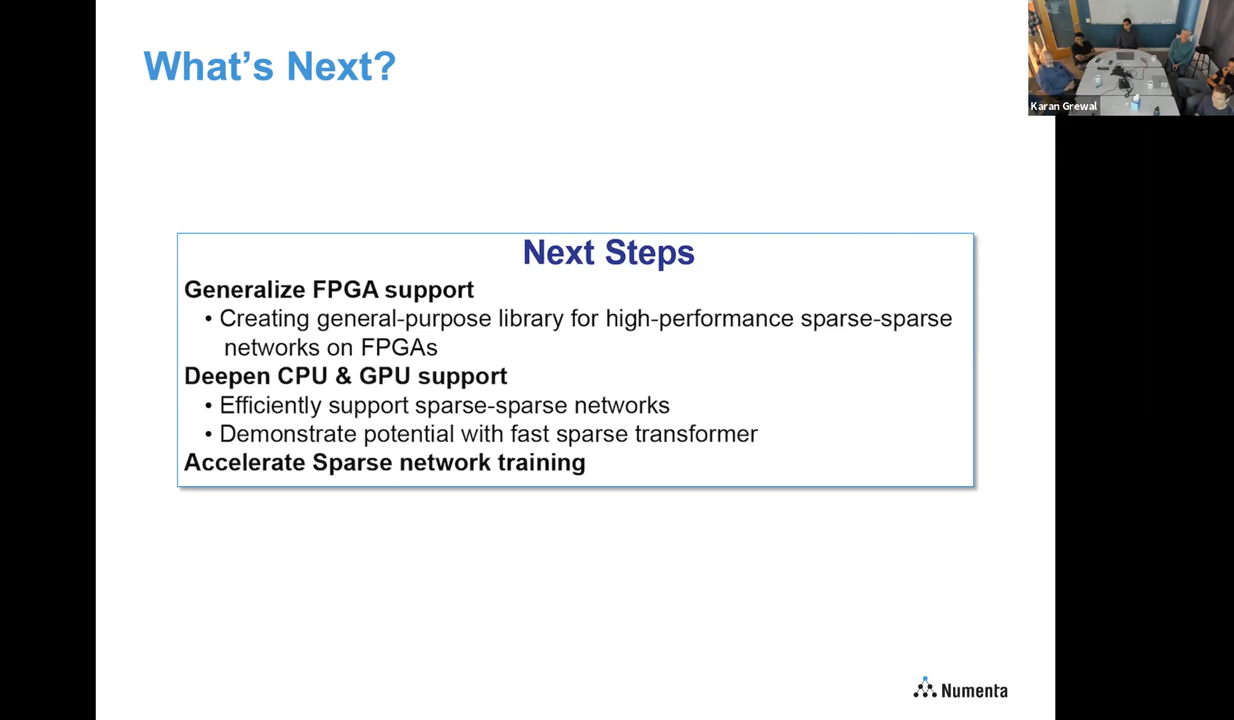 What's Next?
Karan Grewal
Next Steps
Generalize FPGA support
• Creating general-purpose library for high-performance sparse-sparse
networks on FPGAs
Deepen CPU & GPU support
• Efficiently support sparse-sparse networks
• Demonstrate potential with fast sparse transformer
Accelerate Sparse network training
Numenta